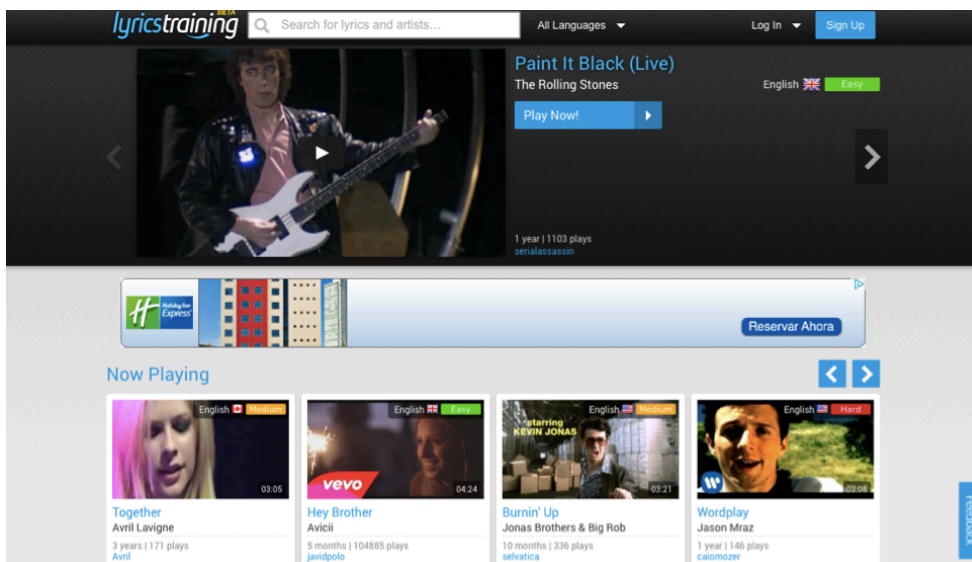 BETA
lyricstraining
Search for lyrics and artists...
All Languages
Log In
Sign Up
Paint It Black (Live)
The Rolling Stones
English
Easy
Play Now!
1 year | 1103 plays
serialassassin
Holiday Inn
Express
Reservar Ahora
Now Playing
English Medium
03:05
Together
Avril Lavigne
3 years | 171 plays
Avril
English Easy
vevo
04:24
Hey Brother
Avicii
5 months | 104885 plays
javidpolo
English Medium
starring
KEVIN JONAS
03:21
Burnin' Up
Jonas Brothers & Big Rob
10 months | 336 plays
selvatica
English Hard
03:08
Wordplay
Jason Mraz
1 year | 146 plays
caiomozer
Feedback